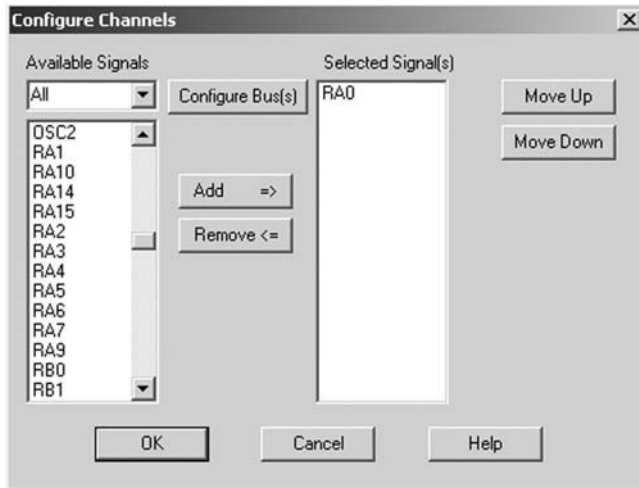 Configure Channels
Available Signals
Selected Signal(s)
All
Configure Bus(s)
RA0
Move Up
Move Down
OSC2
RA1
RA10
RA14
RA15
RA2
RA3
RA4
RA5
RA6
RA7
RA9
RB0
RB1
Add =>
Remove <=
OK
Cancel
Help